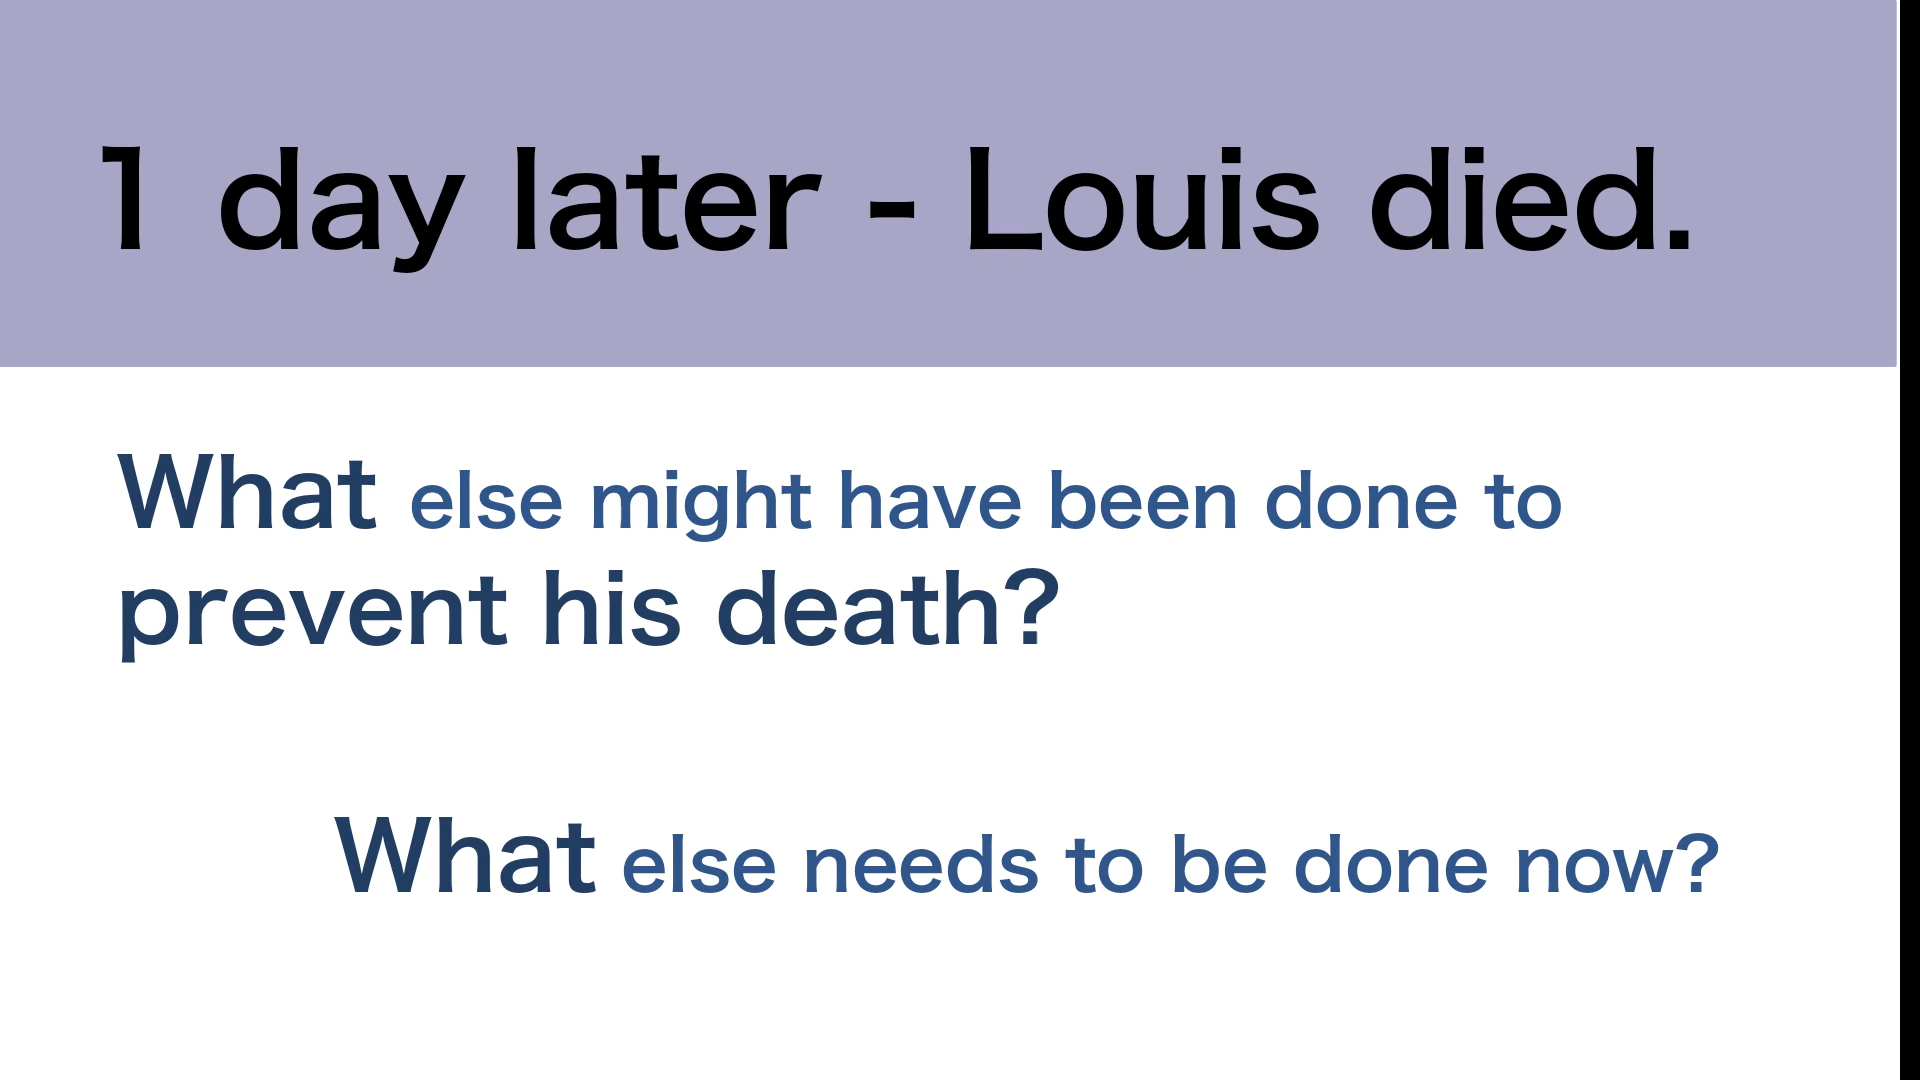 1 day later - Louis died.
What else might have been done to
prevent his death?
What else needs to be done now?